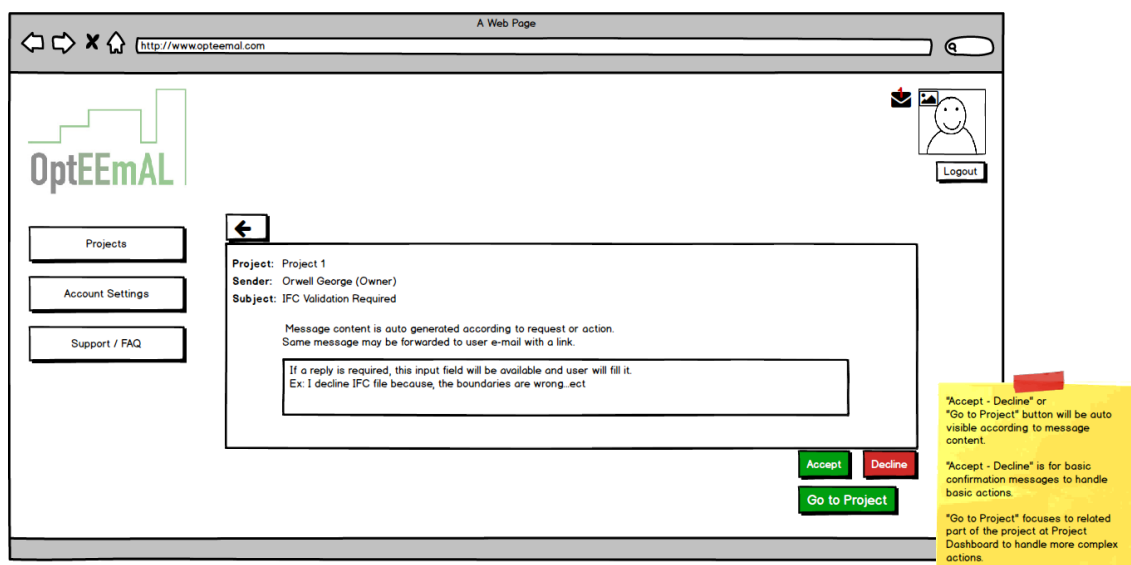 A Web Page
http://www.opteemal.com
1
OptEEmAL
Logout
Projects
Account Settings
Support / FAQ
Project: Project 1
Sender: Orwell George (Owner)
Subject: IFC Validation Required
Message content is auto generated according to request or action.
Same message may be forwarded to user e-mail with a link.
If a reply is required, this input field will be available and user will fill it.
Ex: I decline IFC file because, the boundaries are wrong...ect
Accept
Decline
Go to Project
"Accept - Decline" or
"Go to Project" button will be auto
visible according to message
content.
"Accept - Decline" is for basic
confirmation messages to handle
basic actions.
"Go to Project" focuses to related
part of the project at Project
Dashboard to handle more complex
actions.